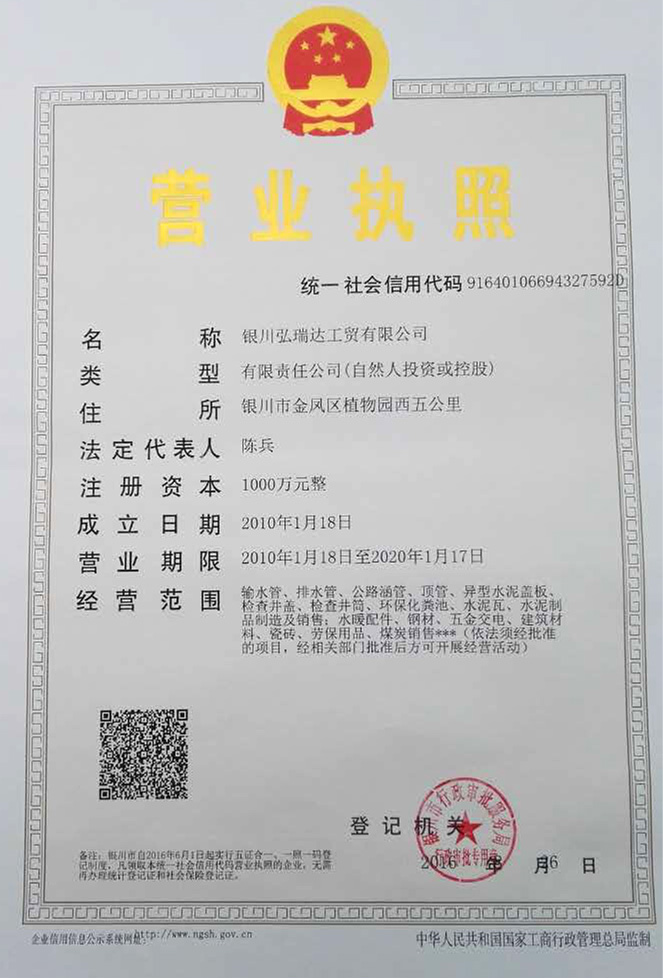 营业执照
统一社会信用代码 91640106694327592D
名称 银川弘瑞达工贸有限公司
类型 有限责任公司(自然人投资或控股)
住所 银川市金凤区植物园西五公里
法定代表人 陈兵
注册资本 1000万元整
成立日期 2010年1月18日
营业期限 2010年1月18日至2020年1月17日
经营范围 输水管、排水管、公路涵管、顶管、异型水泥盖板、
检查井盖、检查井筒、环保化粪池、水泥瓦、水泥制
品制造及销售；水暖配件、钢材、五金交电、建筑材
料、瓷砖、劳保用品、煤炭销售***（依法须经批准
的项目，经相关部门批准后方可开展经营活动）
登记机关
银川市行政审批服务局
行政审批专用章
2016年 月 日
备注：银川市自2016年6月1日起实行五证合一、一照一码登
记制度，凡领取本统一社会信用代码营业执照的企业，无需
再办理统计登记证和社会保险登记证。
企业信用信息公示系统网址：http://www.ngsh.gov.cn
中华人民共和国国家工商行政管理总局监制